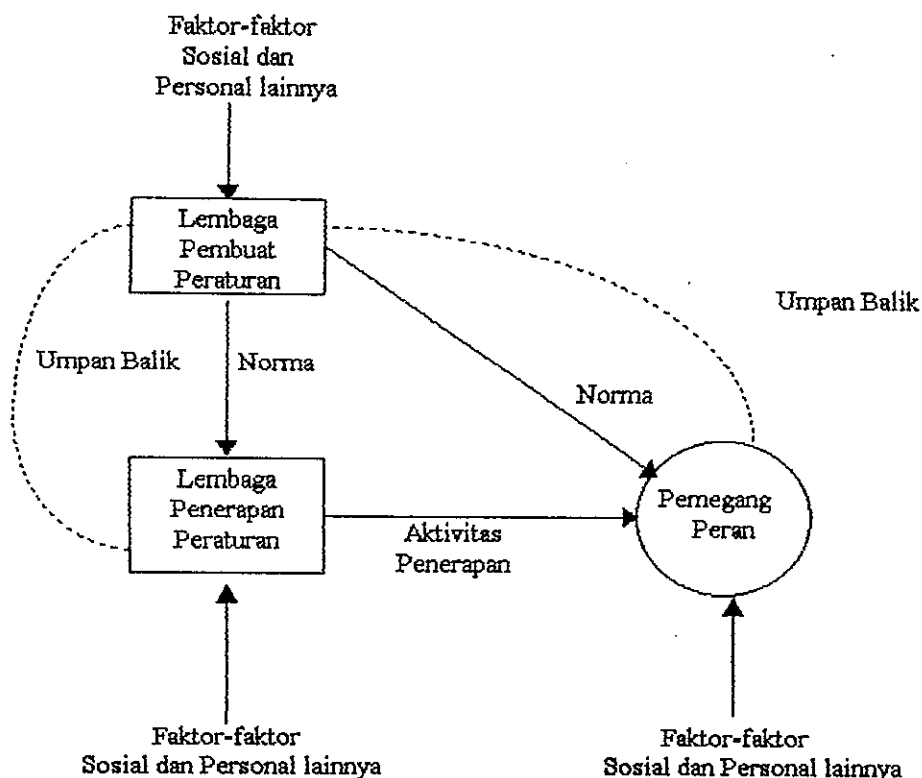 Faktor-faktor
Sosial dan
Personal lainnya
Lembaga
Pembuat
Peraturan
Umpan Balik
Umpan Balik
Norma
Norma
Lembaga
Penerapan
Peraturan
Aktivitas
Penerapan
Pemegang
Peran
Faktor-faktor
Sosial dan Personal lainnya
Faktor-faktor
Sosial dan Personal lainnya